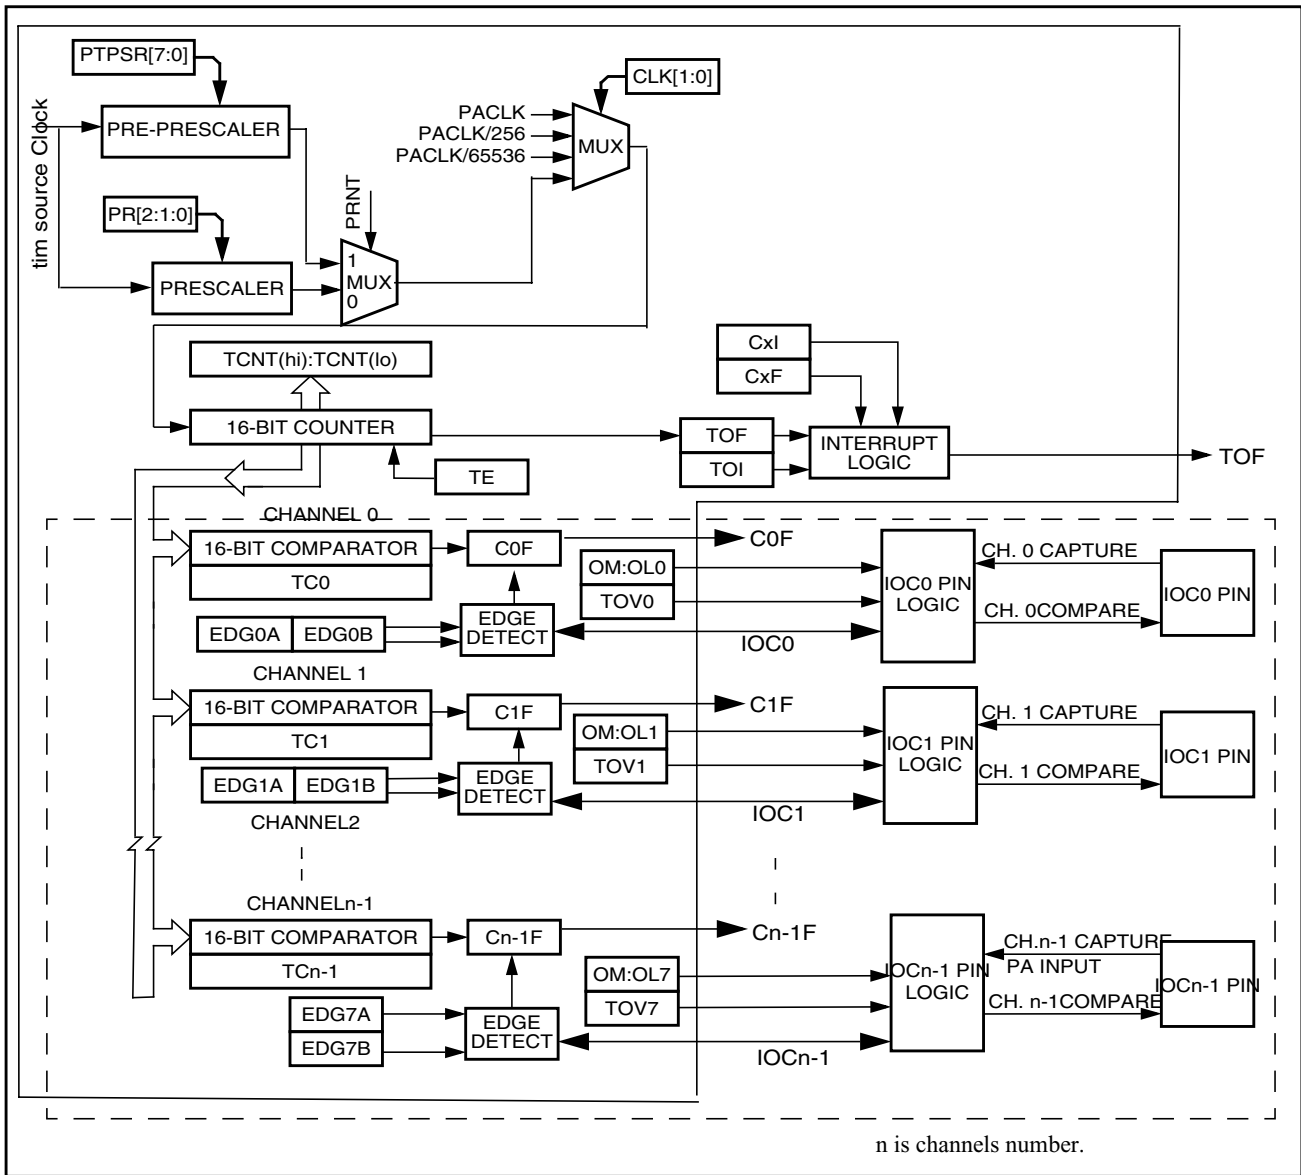 PTPSR[7:0]
CLK[1:0]
tim source Clock
PRE-PRESCALER
PACLK
PACLK/256
PACLK/65536
MUX
PR[2:1:0]
PRNT
PRESCALER
1
MUX
0
TCNT(hi):TCNT(lo)
CxI
CxF
16-BIT COUNTER
TOF
TOI
INTERRUPT
LOGIC
TOF
TE
CHANNEL 0
16-BIT COMPARATOR
TC0
C0F
C0F
OM:OL0
TOV0
IOC0 PIN
LOGIC
CH. 0 CAPTURE
CH. 0COMPARE
IOC0 PIN
EDG0A
EDG0B
EDGE
DETECT
IOC0
CHANNEL 1
16-BIT COMPARATOR
TC1
C1F
C1F
OM:OL1
TOV1
IOC1 PIN
LOGIC
CH. 1 CAPTURE
CH. 1 COMPARE
IOC1 PIN
EDG1A
EDG1B
EDGE
DETECT
IOC1
CHANNEL2
CHANNELn-1
16-BIT COMPARATOR
TCn-1
Cn-1F
Cn-1F
OM:OL7
TOV7
IOCn-1 PIN
LOGIC
CH.n-1 CAPTURE
PA INPUT
CH. n-1COMPARE
IOCn-1 PIN
EDG7A
EDG7B
EDGE
DETECT
IOCn-1
n is channels number.